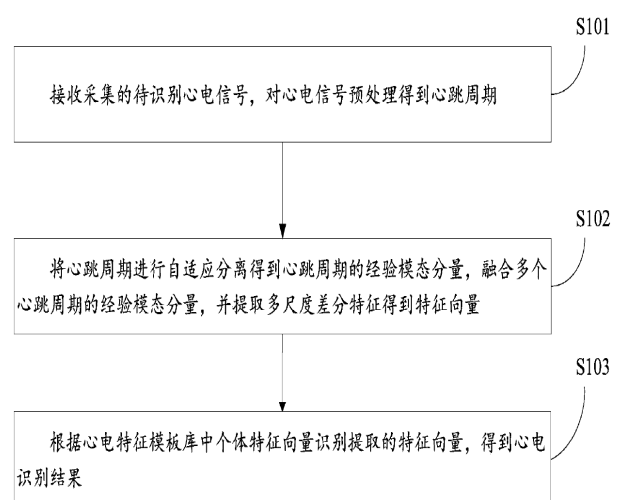 S101
接收采集的待识别心电信号，对心电信号预处理得到心跳周期
S102
将心跳周期进行自适应分离得到心跳周期的经验模态分量，融合多个
心跳周期的经验模态分量，并提取多尺度差分特征得到特征向量
S103
根据心电特征模板库中个体特征向量识别提取的特征向量，得到心电
识别结果